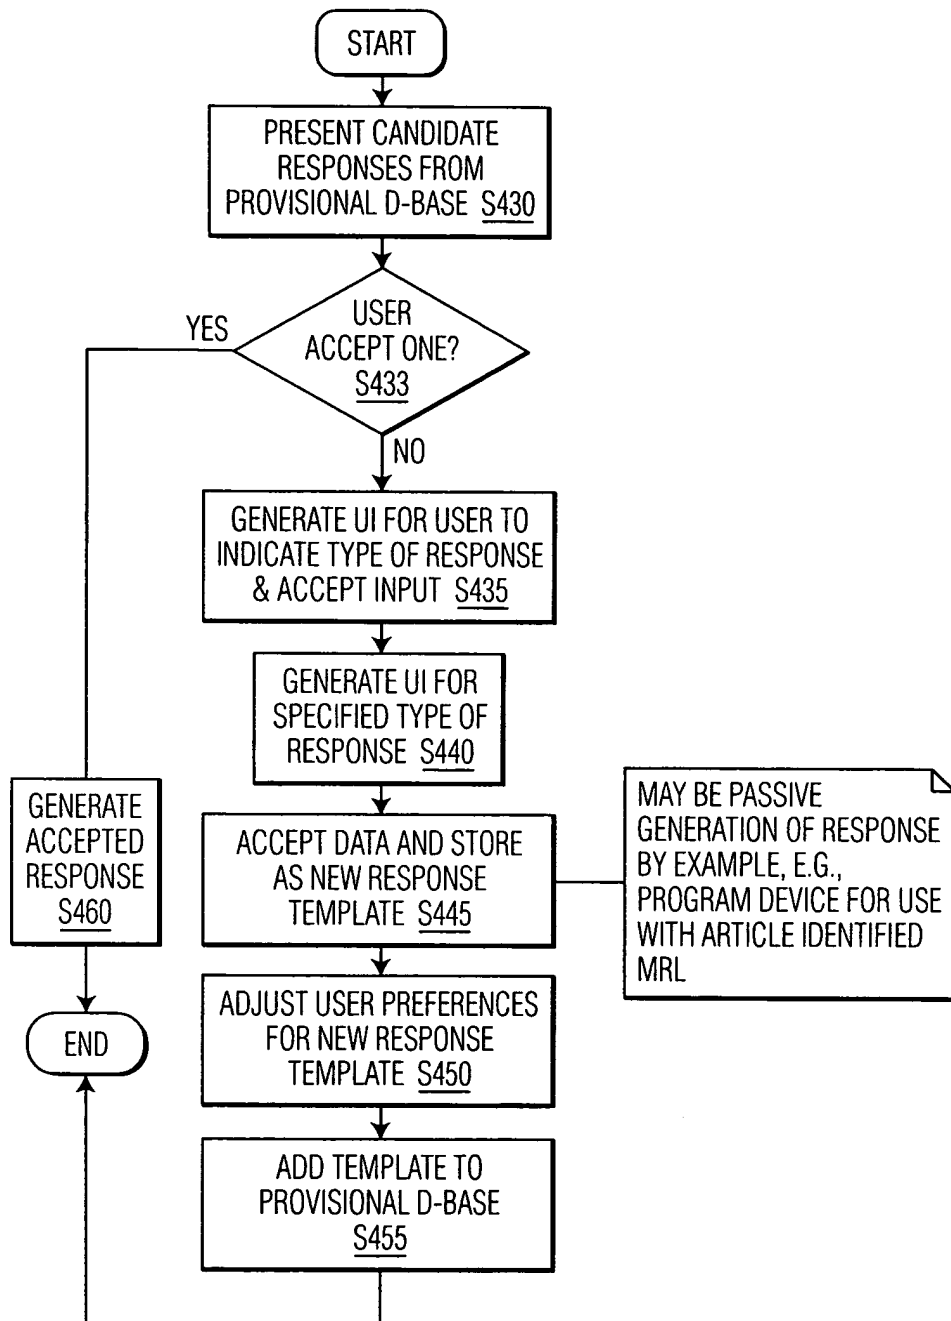 START
PRESENT CANDIDATE
RESPONSES FROM
PROVISIONAL D-BASE S430
USER
ACCEPT ONE?
S433
YES
NO
GENERATE UI FOR USER TO
INDICATE TYPE OF RESPONSE
& ACCEPT INPUT S435
GENERATE UI FOR
SPECIFIED TYPE OF
RESPONSE S440
GENERATE
ACCEPTED
RESPONSE
S460
ACCEPT DATA AND STORE
AS NEW RESPONSE
TEMPLATE S445
MAY BE PASSIVE
GENERATION OF RESPONSE
BY EXAMPLE, E.G.,
PROGRAM DEVICE FOR USE
WITH ARTICLE IDENTIFIED
MRL
END
ADJUST USER PREFERENCES
FOR NEW RESPONSE
TEMPLATE S450
ADD TEMPLATE TO
PROVISIONAL D-BASE
S455